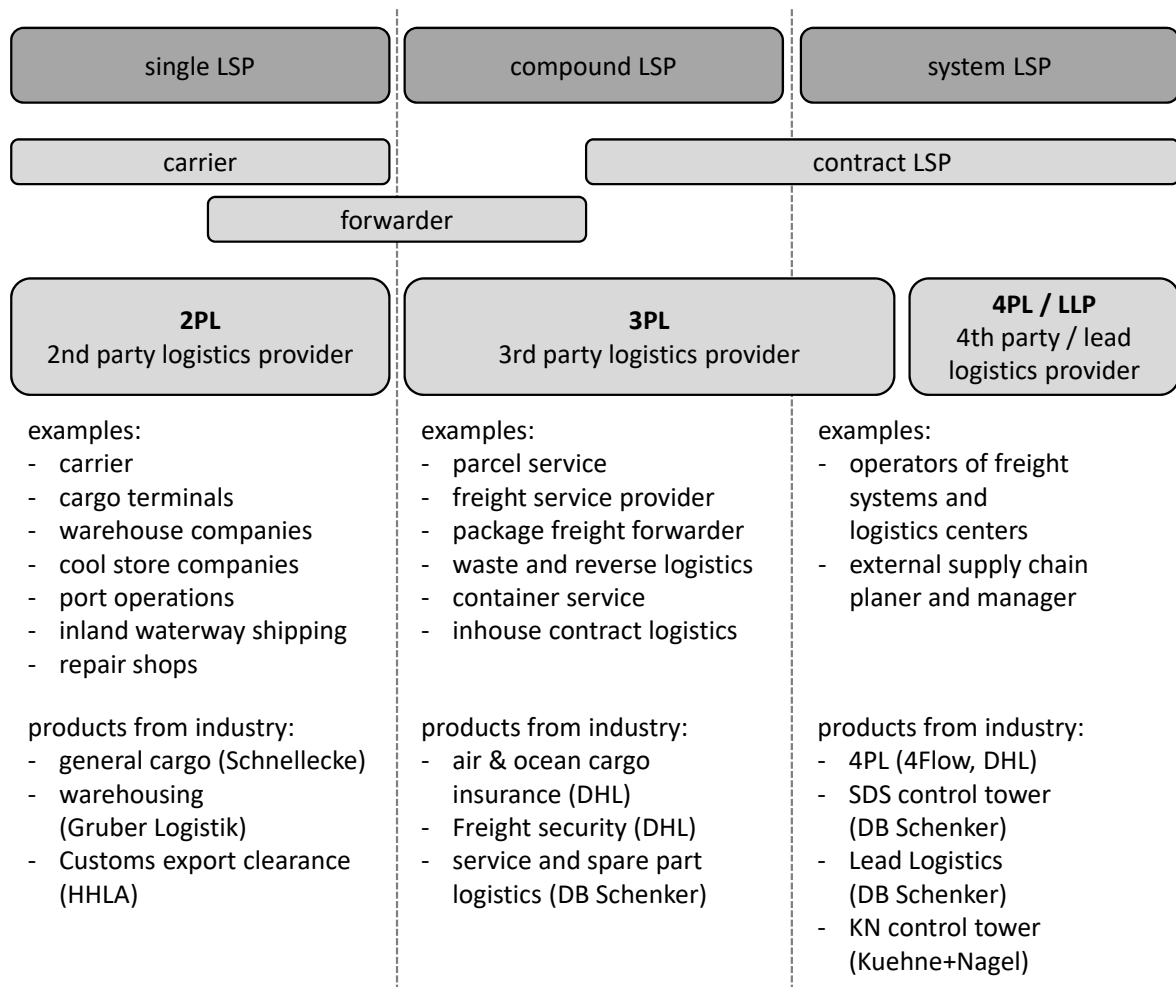 single LSP
compound LSP
system LSP
carrier
contract LSP
forwarder
2PL
2nd party logistics provider
3PL
3rd party logistics provider
4PL / LLP
4th party / lead
logistics provider
examples:
- carrier
- cargo terminals
- warehouse companies
- cool store companies
- port operations
- inland waterway shipping
- repair shops
products from industry:
- general cargo (Schnellecke)
- warehousing
(Gruber Logistik)
- Customs export clearance
(HHLA)
examples:
- parcel service
- freight service provider
- package freight forwarder
- waste and reverse logistics
- container service
- inhouse contract logistics
products from industry:
- air & ocean cargo
insurance (DHL)
- Freight security (DHL)
- service and spare part
logistics (DB Schenker)
examples:
- operators of freight
systems and
logistics centers
- external supply chain
planer and manager
products from industry:
- 4PL (4Flow, DHL)
- SDS control tower
(DB Schenker)
- Lead Logistics
(DB Schenker)
- KN control tower
(Kuehne+Nagel)